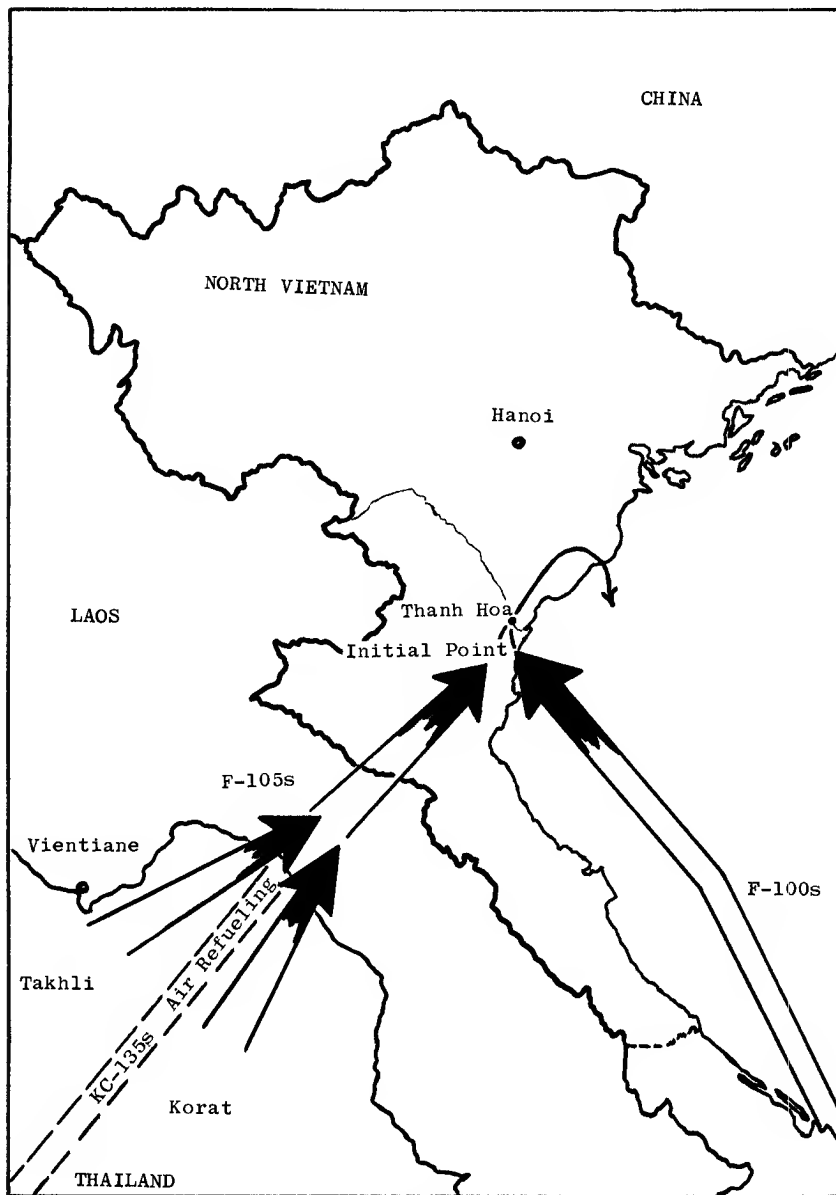 CHINA
NORTH VIETNAM
Hanoi
LAOS
Thanh Hoa
Initial Point
F-105s
Vientiane
F-100s
Takhli
KC-135s Air Refueling
Korat
THAILAND